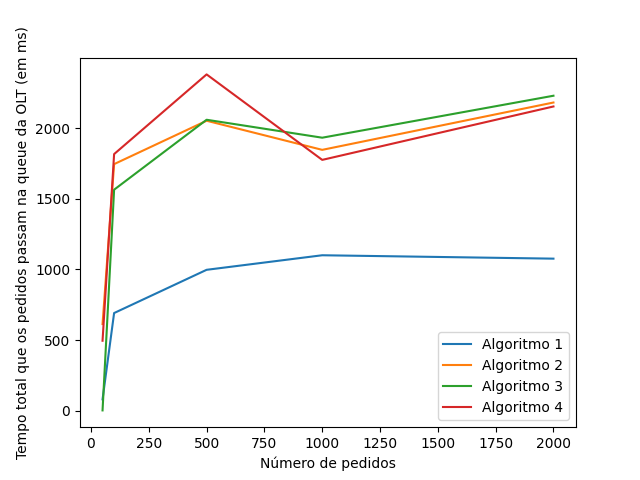 Tempo total que os pedidos passam na queue da OLT (em ms)
2000
1500
1000
500
0
0 250 500 750 1000 1250 1500 1750 2000
Número de pedidos
Algoritmo 1
Algoritmo 2
Algoritmo 3
Algoritmo 4